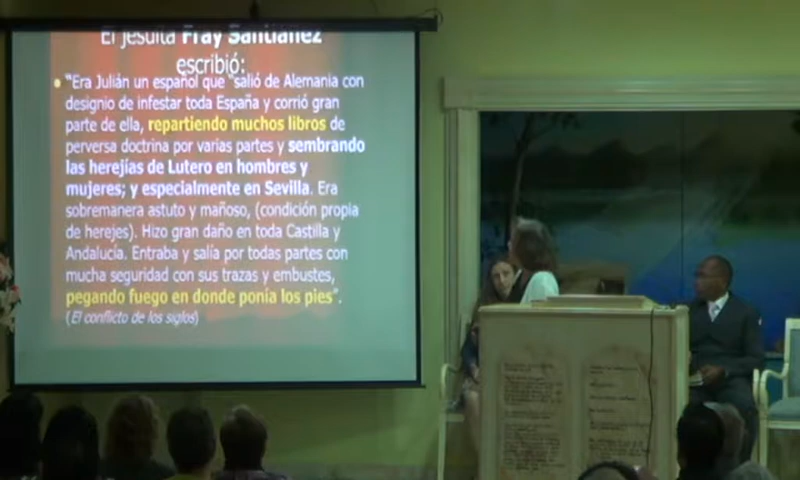 El jesuita Fray Santiáñez
escribió:
"Era Julián un español que "salió de Alemania con
designio de infestar toda España y corrió gran
parte de ella, repartiendo muchos libros de
perversa doctrina por varias partes y sembrando
las herejías de Lutero en hombres y
mujeres; y especialmente en Sevilla. Era
sobremanera astuto y mañoso, (condición propia
de herejes). Hizo gran daño en toda Castilla y
Andalucía. Entraba y salía por todas partes con
mucha seguridad con sus trazas y embustes,
pegando fuego en donde ponía los pies".
(El conflicto de los siglos)